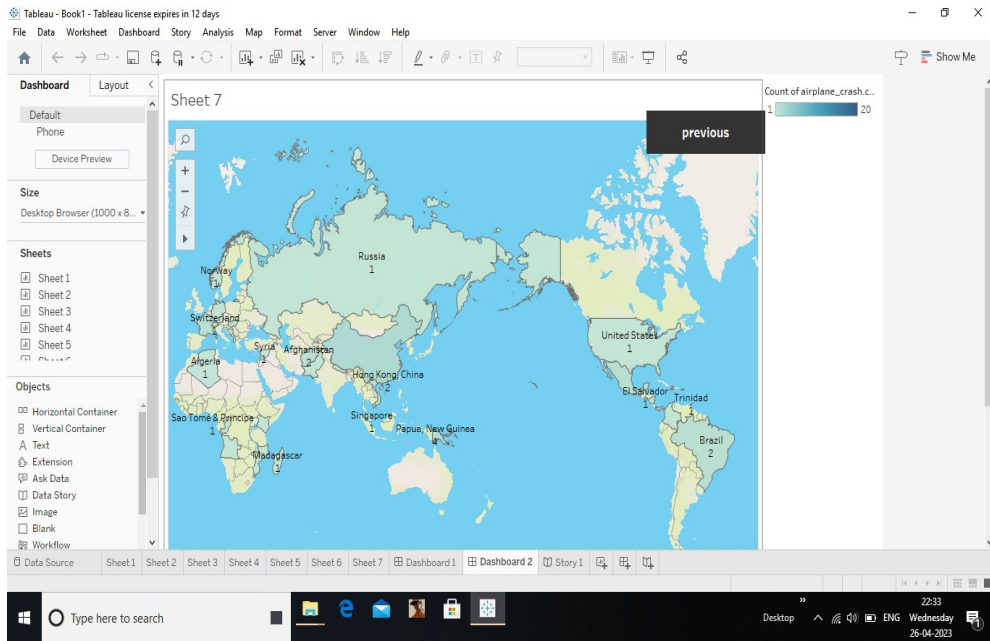 Tableau - Book1 - Tableau license expires in 12 days
File Data Worksheet Dashboard Story Analysis Map Format Server Window Help
Show Me
Dashboard Layout
Default
Phone
Device Preview
Size
Desktop Browser (1000 x 8...
Sheets
Sheet 1
Sheet 2
Sheet 3
Sheet 4
Sheet 5
Objects
Horizontal Container
Vertical Container
Text
Extension
Ask Data
Data Story
Image
Blank
Workflow
Sheet 7
previous
Count of airplane_crash.c..
1 20
Russia
1
Norway
1
Switzerland
1
United States
1
Syria
1
Afghanistan
2
Algeria
1
Hong Kong, China
2
El Salvador
1
Trinidad
1
Sao Tome & Principe
1
Singapore
1
Papua, New Guinea
4
Brazil
2
Madagascar
1
Data Source Sheet 1 Sheet 2 Sheet 3 Sheet 4 Sheet 5 Sheet 6 Sheet 7 Dashboard 1 Dashboard 2 Story 1
Type here to search
Desktop
ENG
22:33
Wednesday
26-04-2023
1